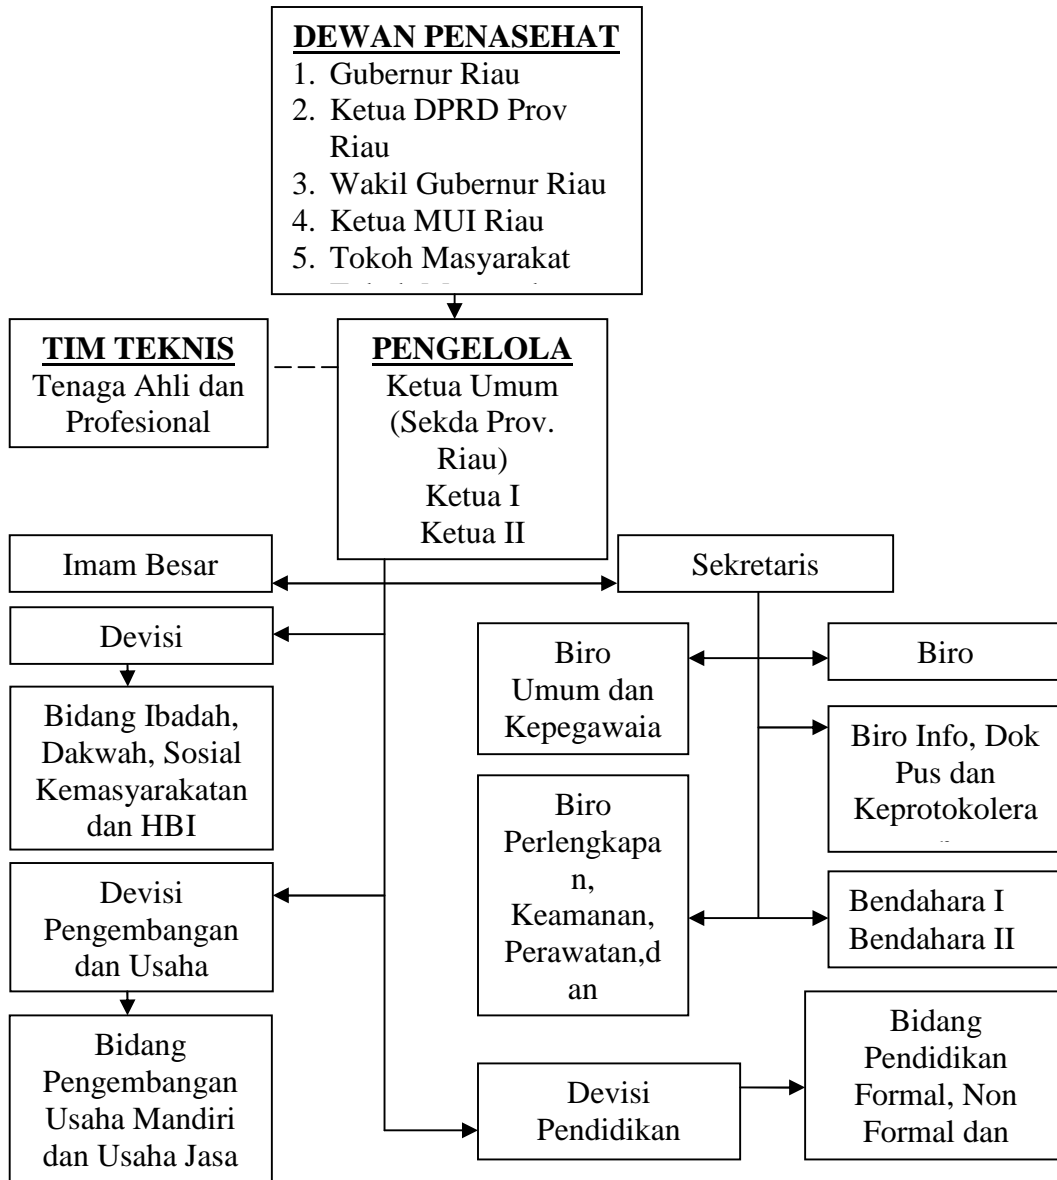 DEWAN PENASEHAT
1. Gubernur Riau
2. Ketua DPRD Prov
Riau
3. Wakil Gubernur Riau
4. Ketua MUI Riau
5. Tokoh Masyarakat
TIM TEKNIS
Tenaga Ahli dan
Profesional
PENGELOLA
Ketua Umum
(Sekda Prov.
Riau)
Ketua I
Ketua II
Imam Besar
Sekretaris
Devisi
Biro
Umum dan
Kepegawaia
Biro
Bidang Ibadah,
Dakwah, Sosial
Kemasyarakatan
dan HBI
Biro Info, Dok
Pus dan
Keprotokolera
Biro
Perlengkapa
n,
Keamanan,
Perawatan,d
an
Devisi
Pengembangan
dan Usaha
Bendahara I
Bendahara II
Bidang
Pengembangan
Usaha Mandiri
dan Usaha Jasa
Devisi
Pendidikan
Bidang
Pendidikan
Formal, Non
Formal dan